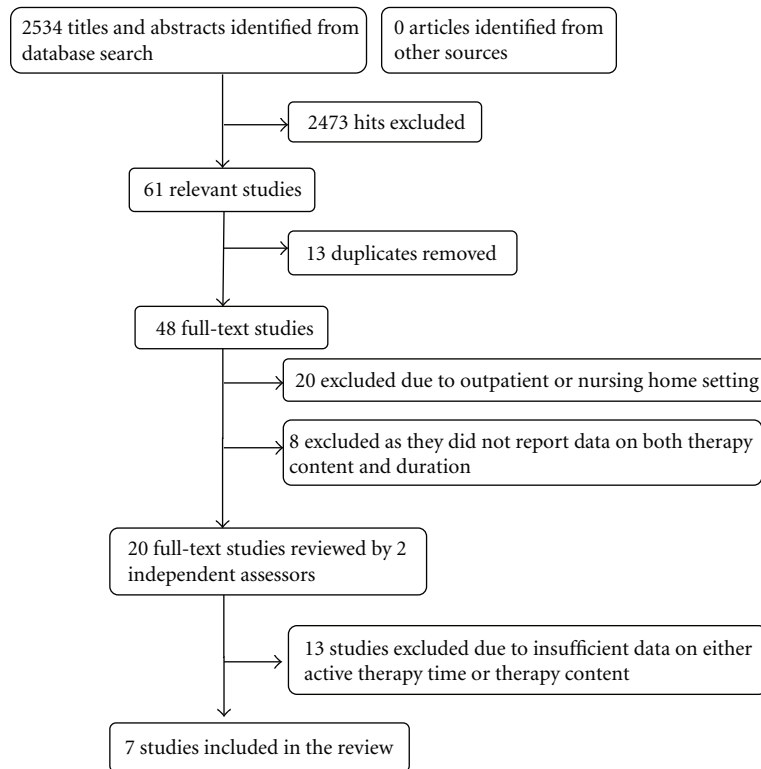 2534 titles and abstracts identified from
database search
0 articles identified from
other sources
2473 hits excluded
61 relevant studies
13 duplicates removed
48 full-text studies
20 excluded due to outpatient or nursing home setting
8 excluded as they did not report data on both therapy
content and duration
20 full-text studies reviewed by 2
independent assessors
13 studies excluded due to insufficient data on either
active therapy time or therapy content
7 studies included in the review